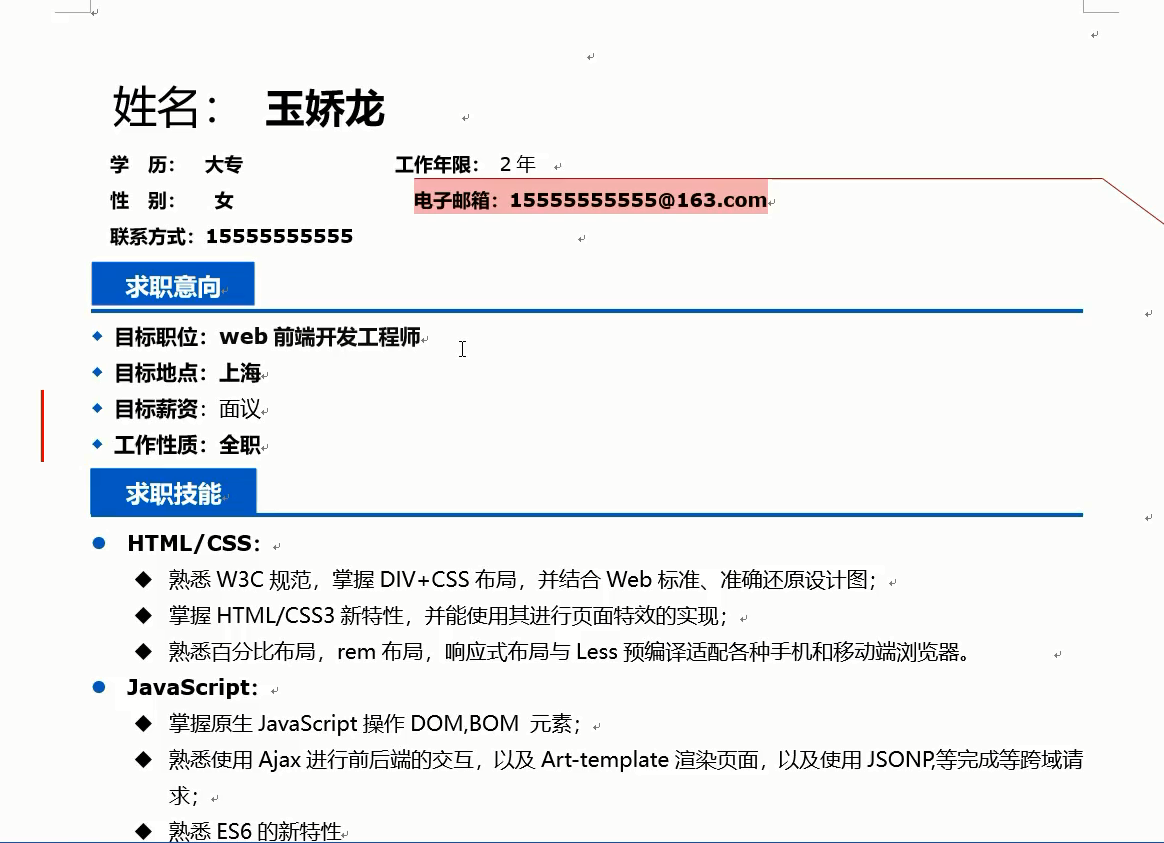 姓名： 玉娇龙
学 历： 大专 工作年限： 2 年
性 别： 女 电子邮箱：15555555555@163.com
联系方式：15555555555
求职意向
目标职位：web 前端开发工程师
目标地点：上海
目标薪资：面议
工作性质：全职
求职技能
HTML/CSS：
熟悉 W3C 规范，掌握 DIV+CSS 布局，并结合 Web 标准、准确还原设计图；
掌握 HTML/CSS3 新特性，并能使用其进行页面特效的实现；
熟悉百分比布局，rem 布局，响应式布局与 Less 预编译适配各种手机和移动端浏览器。
JavaScript：
掌握原生 JavaScript 操作 DOM,BOM 元素；
熟悉使用 Ajax 进行前后端的交互，以及 Art-template 渲染页面，以及使用 JSONP,等完成等跨域请
求；
熟悉 ES6 的新特性